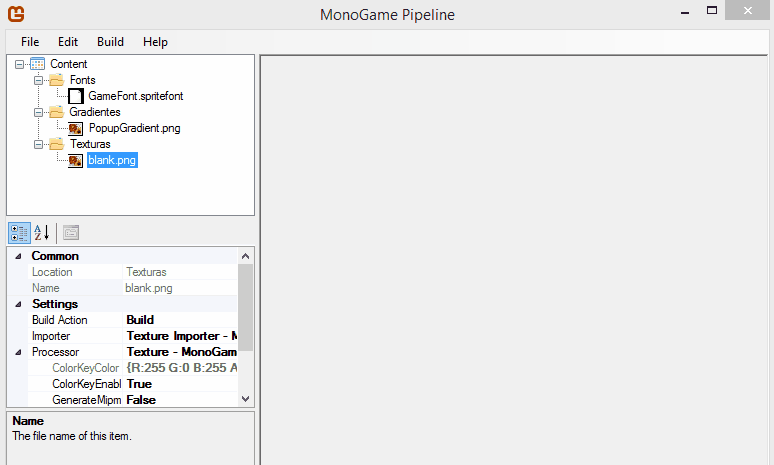 MonoGame Pipeline
File Edit Build Help
Content
Fonts
GameFont.spritefont
Gradientes
PopupGradient.png
Texturas
blank.png
A
Z
Common
Location Texturas
Name blank.png
Settings
Build Action Build
Importer Texture Importer - M
Processor Texture - MonoGam
ColorKeyColor {R:255 G:0 B:255 A
ColorKeyEnabl True
GenerateMipm False
Name
The file name of this item.